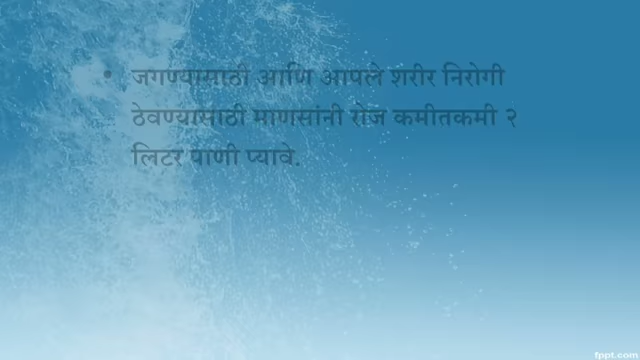 • जगण्यासाठी आणि आपले शरीर निरोगी
ठेवण्यासाठी माणसांनी रोज कमीतकमी २
लिटर पाणी प्यावे.
fppt.com